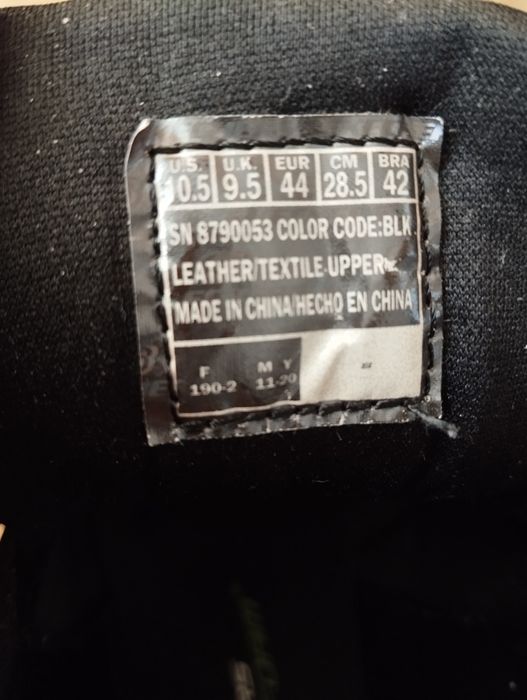 U.S. U.K. EUR CM BRA
10.5 9.5 44 28.5 42
SN 8790053 COLOR CODE:BLK
LEATHER/TEXTILE UPPER
MADE IN CHINA/HECHO EN CHINA
F M Y
190-2 11-20